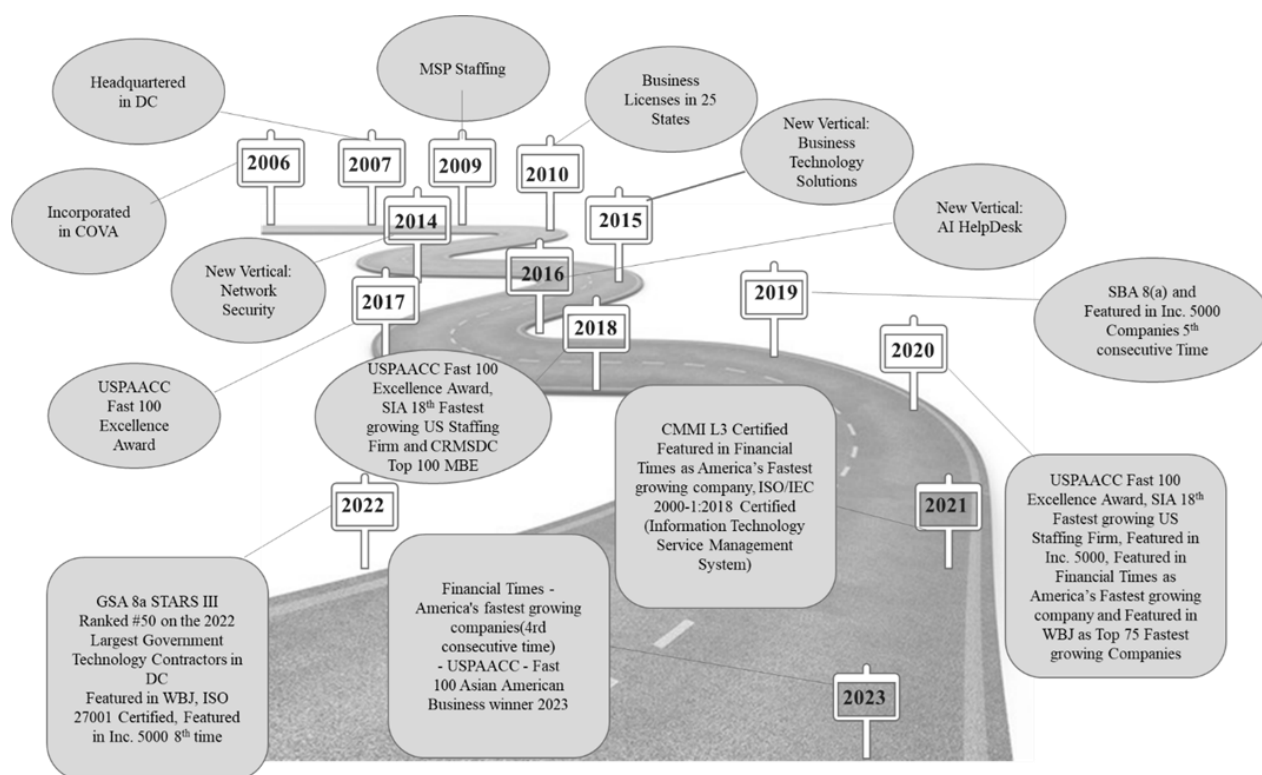 2006
Incorporated
in COVA
2007
Headquartered
in DC
2009
MSP Staffing
2010
Business
Licenses in 25
States
2014
New Vertical:
Network
Security
2015
New Vertical:
Business
Technology
Solutions
2016
New Vertical:
AI HelpDesk
2017
USPAACC
Fast 100
Excellence
Award
2018
USPAACC Fast 100
Excellence Award,
SIA 18th Fastest
growing US Staffing
Firm and CRMSDC
Top 100 MBE
2019
SBA 8(a) and
Featured in Inc. 5000
Companies 5th
consecutive Time
2020
USPAACC Fast 100
Excellence Award, SIA 18th
Fastest growing US
Staffing Firm, Featured in
Inc. 5000, Featured in
Financial Times as
America's Fastest growing
company and Featured in
WBJ as Top 75 Fastest
growing Companies
2021
CMMI L3 Certified
Featured in Financial
Times as America's Fastest
growing company, ISO/IEC
2000-1:2018 Certified
(Information Technology
Service Management
System)
2022
GSA 8a STARS III
Ranked #50 on the 2022
Largest Government
Technology Contractors in
DC
Featured in WBJ, ISO
27001 Certified, Featured
in Inc. 5000 8th time
2023
Financial Times -
America's fastest growing
companies(4rd
consecutive time)
- USPAACC - Fast
100 Asian American
Business winner 2023